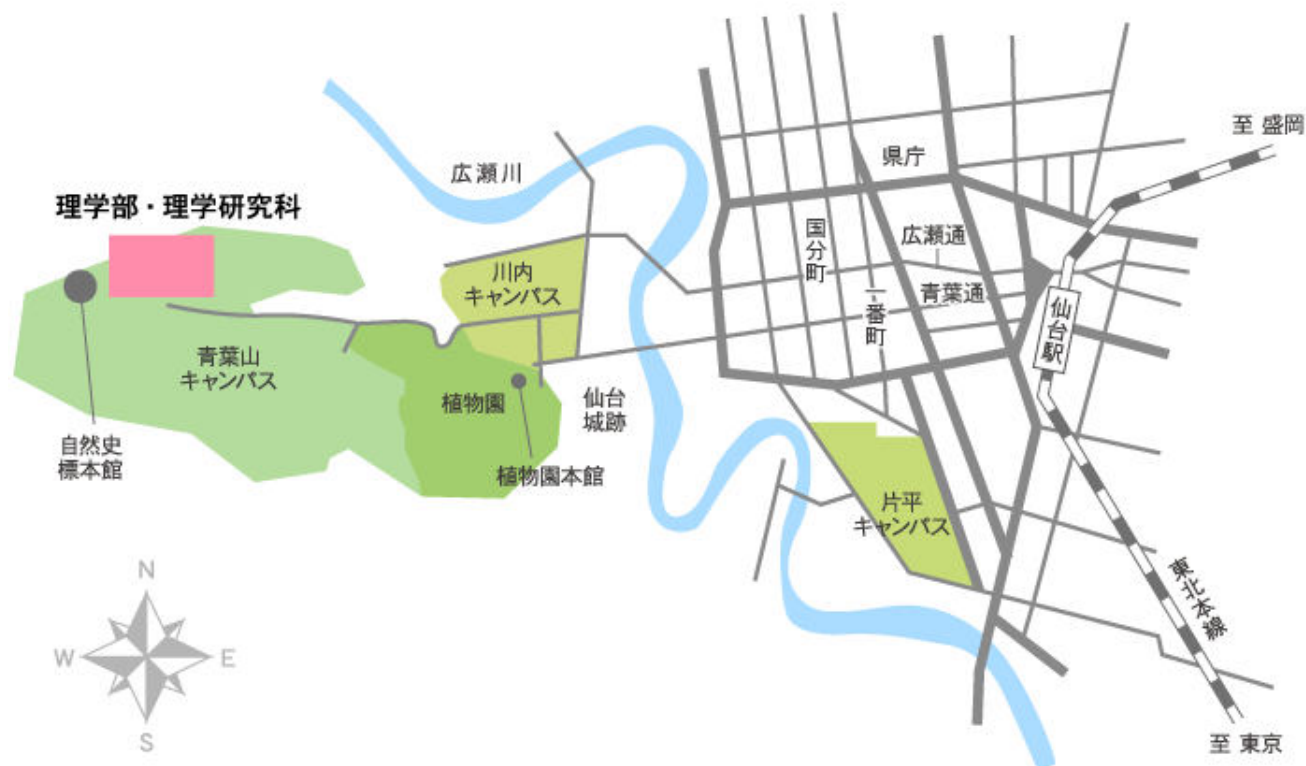 至 盛岡
県庁
広瀬川
理学部・理学研究科
国分町
広瀬通
川内
キャンパス
青葉通
一番町
仙台駅
青葉山
キャンパス
植物園
仙台
城跡
自然史
標本館
植物園本館
片平
キャンパス
N
W
E
S
東北本線
至 東京